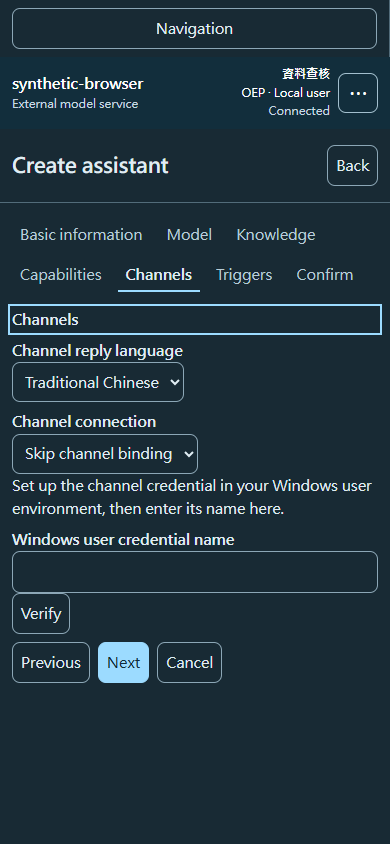 Navigation
synthetic-browser
External model service
資料查核
OEP · Local user
Connected
...
Create assistant
Back
Basic information Model Knowledge
Capabilities Channels Triggers Confirm
Channels
Channel reply language
Traditional Chinese
Channel connection
Skip channel binding
Set up the channel credential in your Windows user
environment, then enter its name here.
Windows user credential name
Verify
Previous Next Cancel